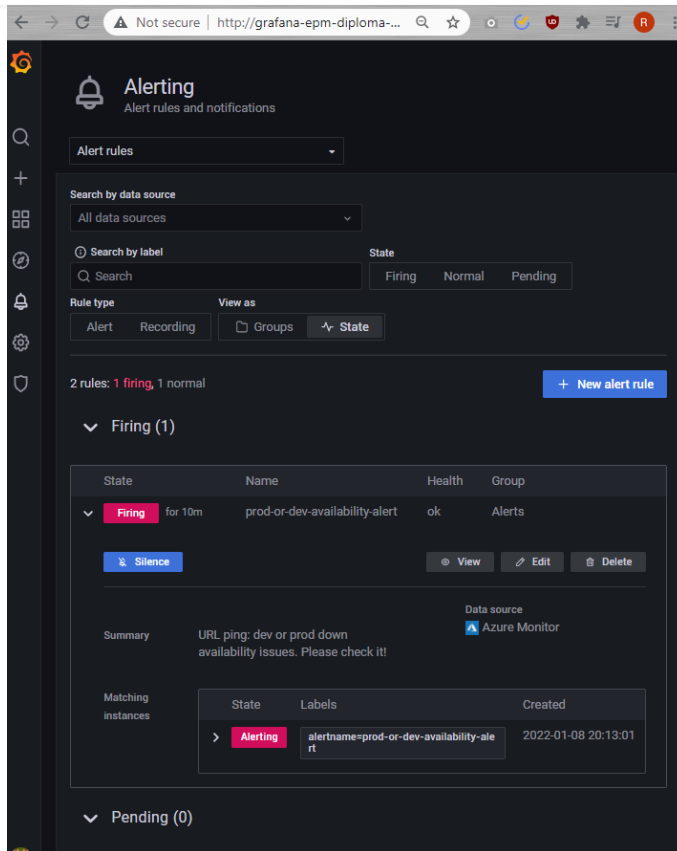 Not secure | http://grafana-epm-diploma-...
R
Alerting
Alert rules and notifications
Alert rules
Search by data source
All data sources
Search by label
State
Search
Firing Normal Pending
Rule type
View as
Alert Recording
Groups State
2 rules: 1 firing, 1 normal
+ New alert rule
Firing (1)
State Name Health Group
Firing for 10m prod-or-dev-availability-alert ok Alerts
Silence View Edit Delete
Data source
Azure Monitor
Summary URL ping: dev or prod down
availability issues. Please check it!
Matching
instances
State Labels Created
Alerting alertname=prod-or-dev-availability-ale
rt
2022-01-08 20:13:01
Pending (0)